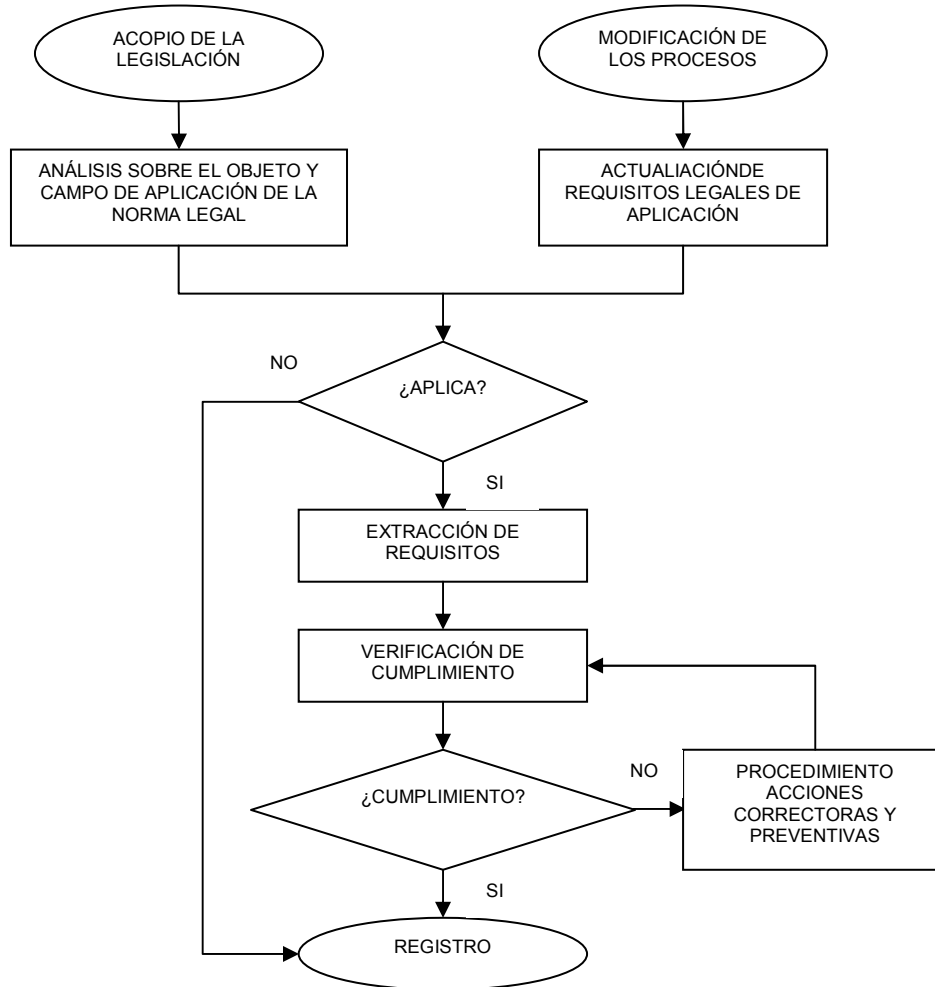 ACOPIO DE LA
LEGISLACIÓN
MODIFICACIÓN DE
LOS PROCESOS
ANÁLISIS SOBRE EL OBJETO Y
CAMPO DE APLICACIÓN DE LA
NORMA LEGAL
ACTUALIACIÓNDE
REQUISITOS LEGALES DE
APLICACIÓN
NO
¿APLICA?
SI
EXTRACCIÓN DE
REQUISITOS
VERIFICACIÓN DE
CUMPLIMIENTO
¿CUMPLIMIENTO?
NO
PROCEDIMIENTO
ACCIONES
CORRECTORAS Y
PREVENTIVAS
SI
REGISTRO